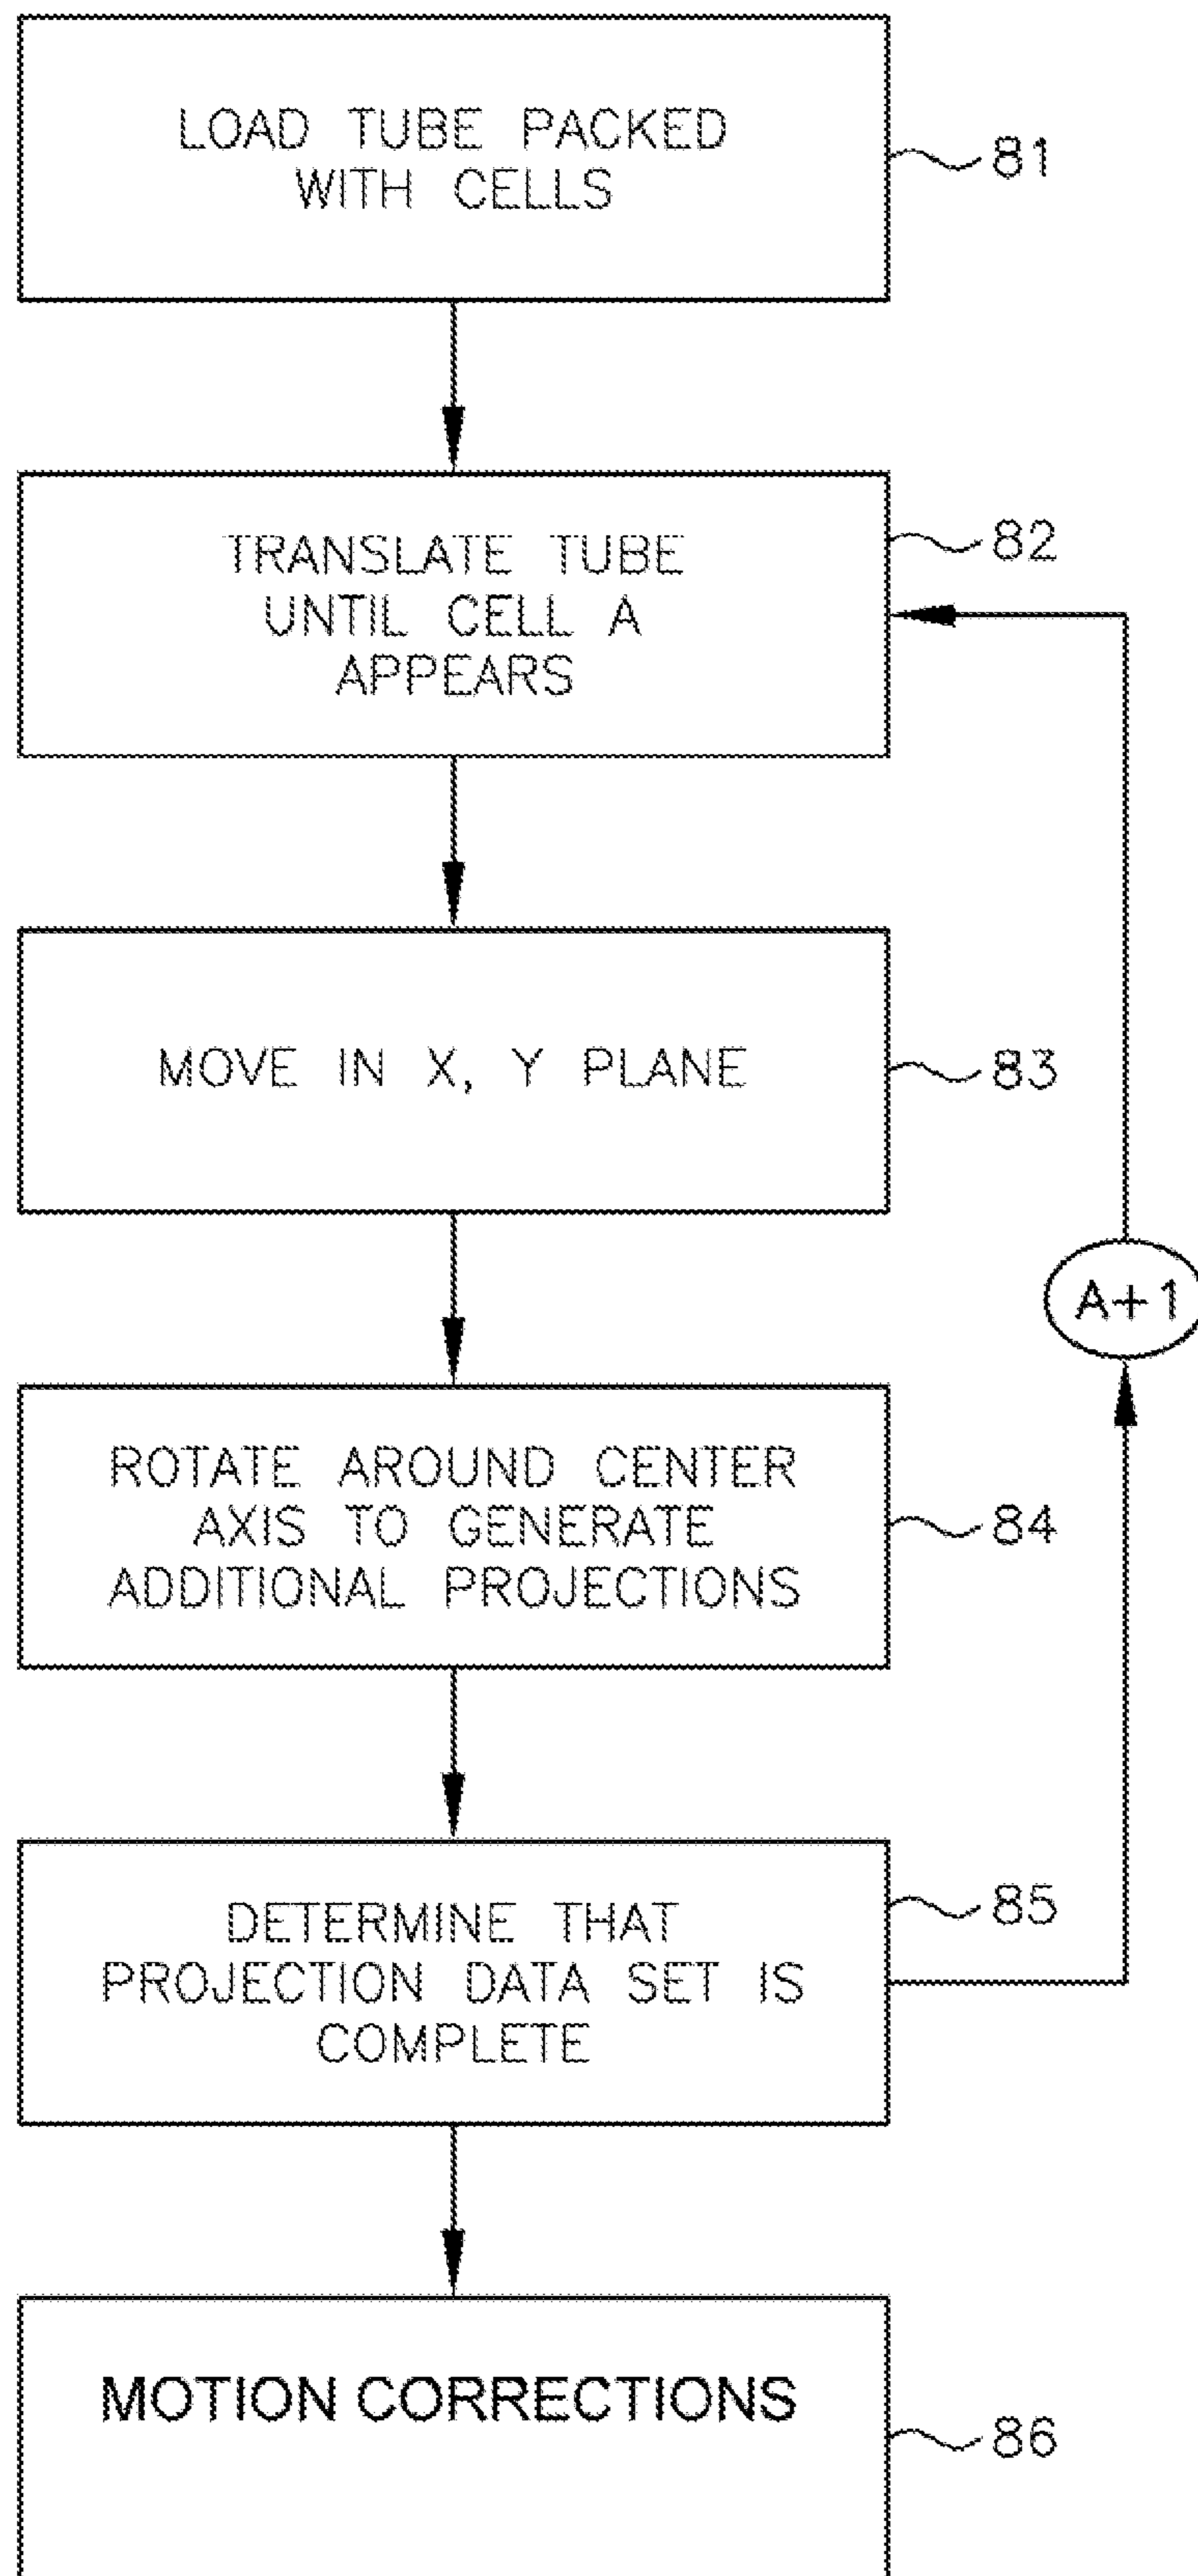 LOAD TUBE PACKED
WITH CELLS
81
TRANSLATE TUBE
UNTIL CELL A
APPEARS
82
MOVE IN X, Y PLANE
83
A+1
ROTATE AROUND CENTER
AXIS TO GENERATE
ADDITIONAL PROJECTIONS
84
DETERMINE THAT
PROJECTION DATA SET IS
COMPLETE
85
MOTION CORRECTIONS
86